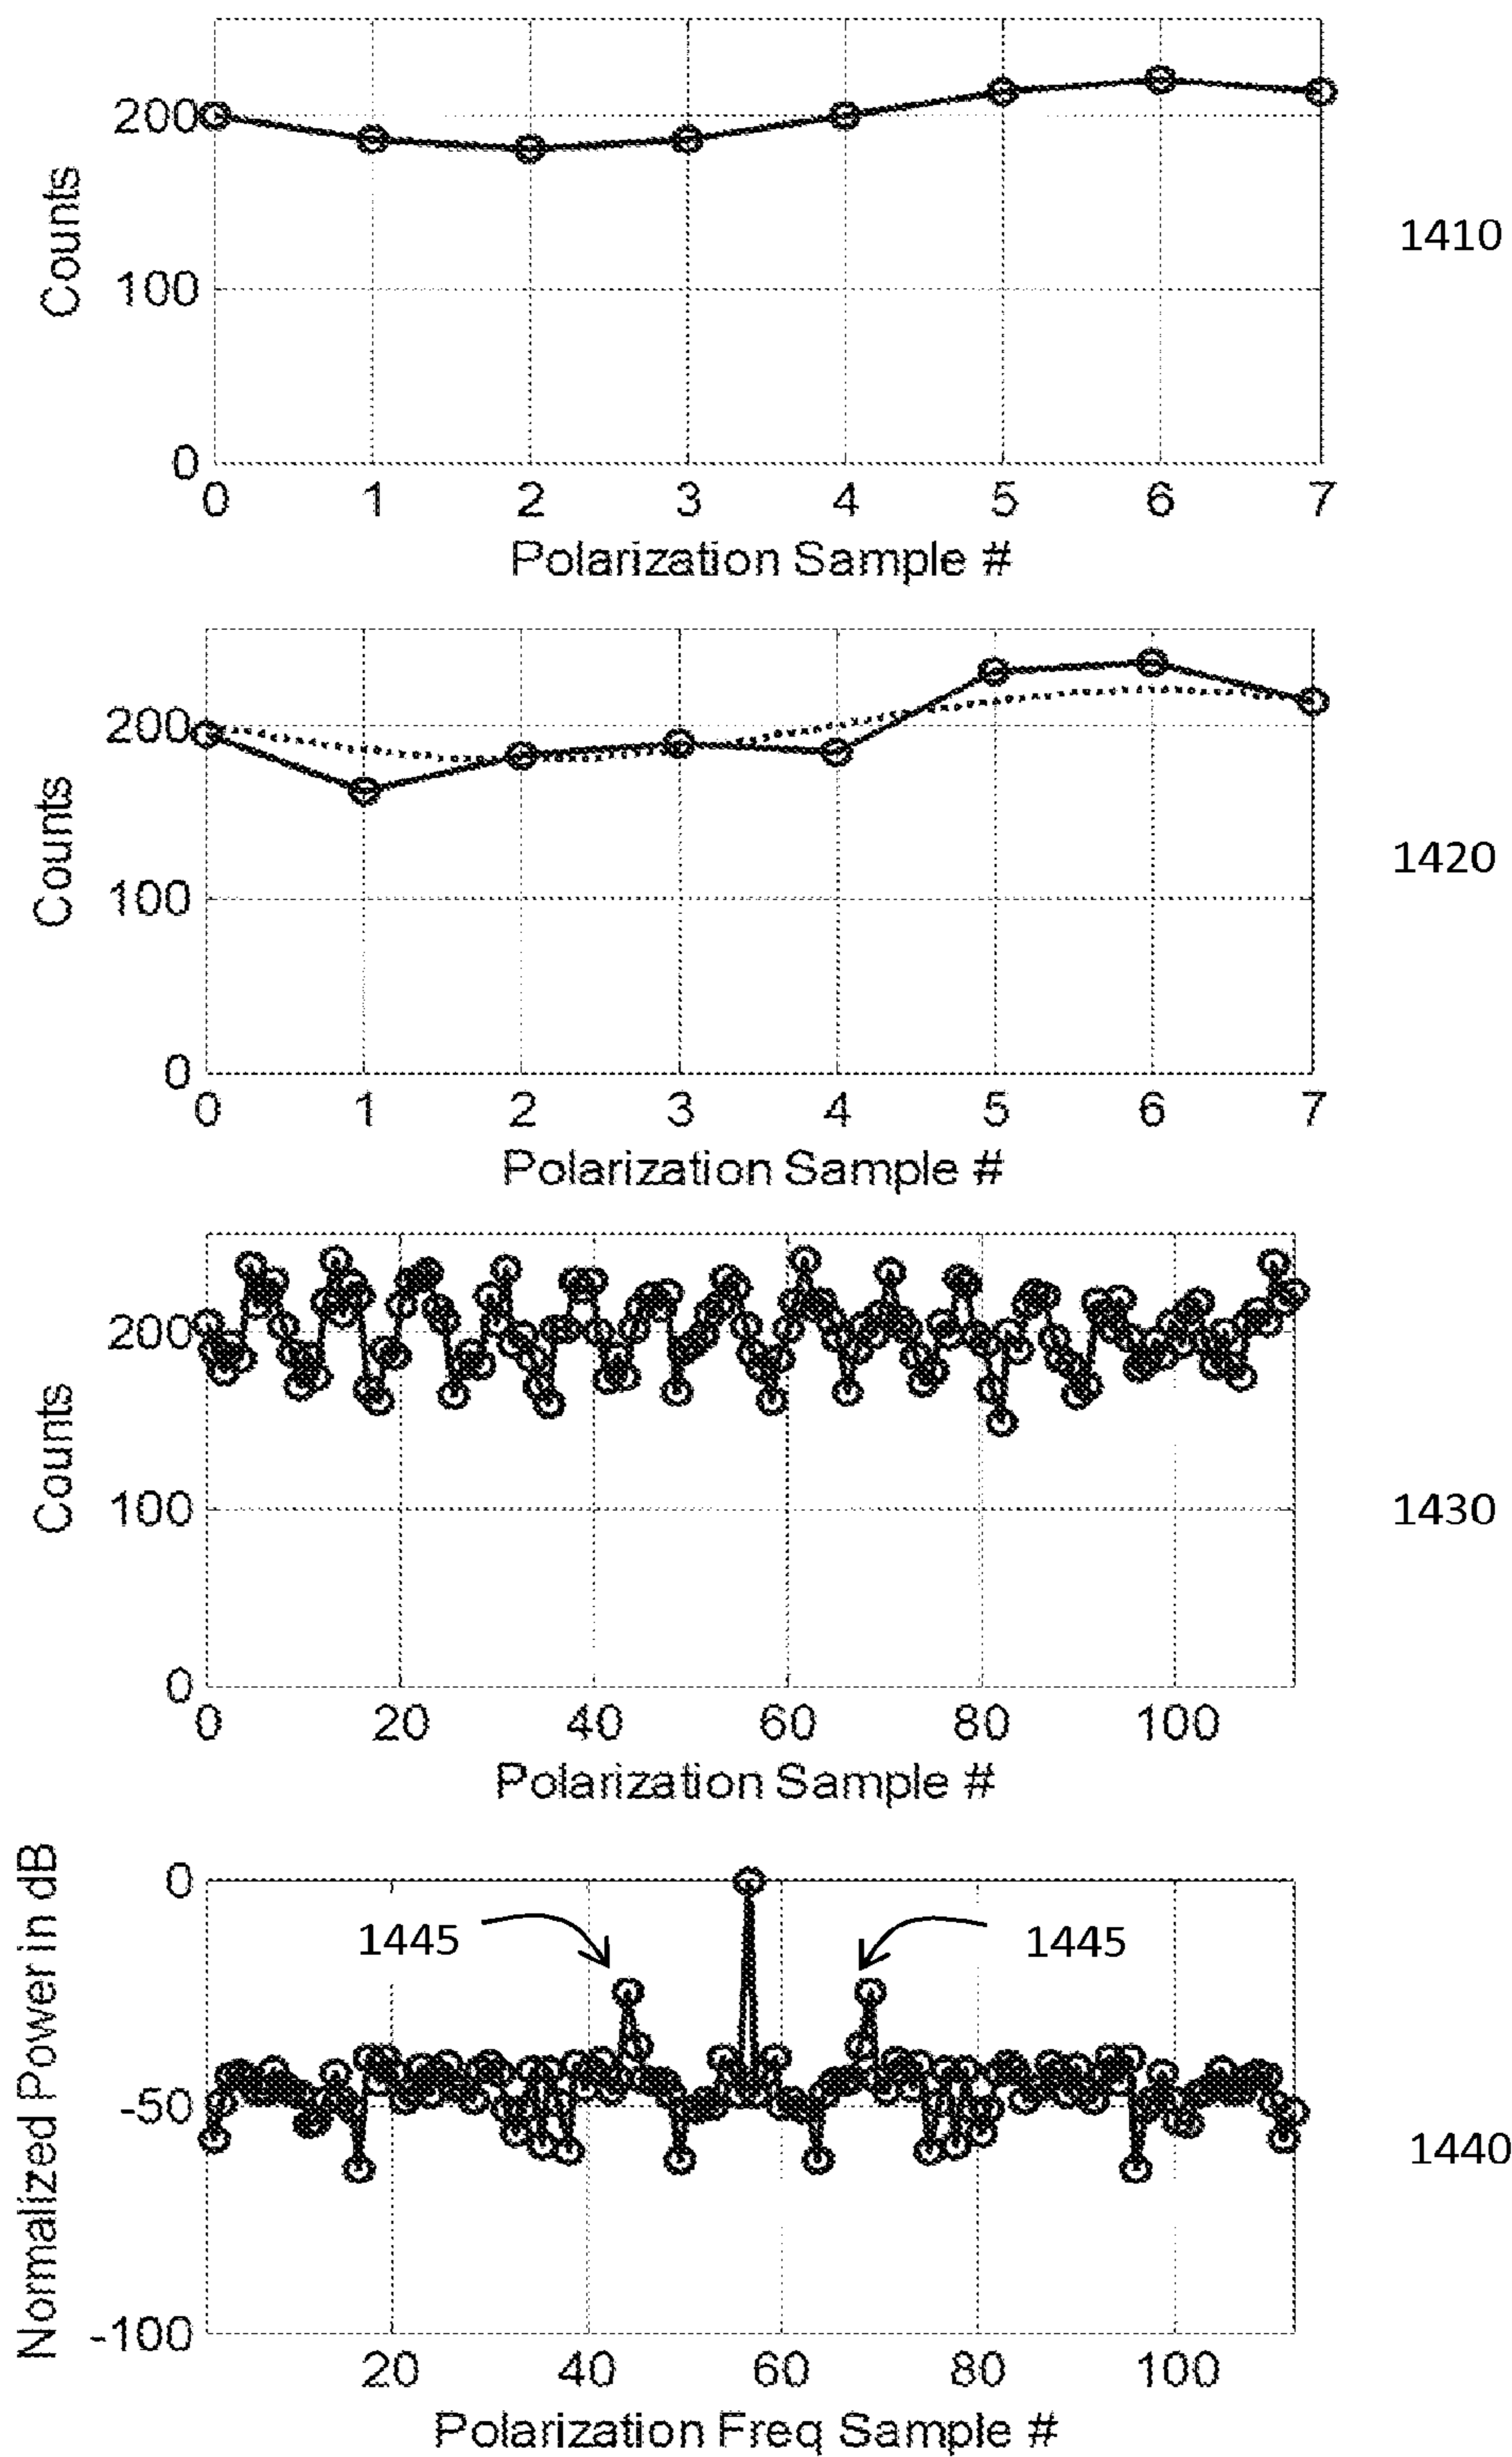 200
100
0
Counts
0 1 2 3 4 5 6 7
Polarization Sample #
1410
200
100
0
Counts
0 1 2 3 4 5 6 7
Polarization Sample #
1420
200
100
0
Counts
0 20 40 60 80 100
Polarization Sample #
1430
0
-50
-100
Normalized Power in dB
1445 1445
20 40 60 80 100
Polarization Freq Sample #
1440